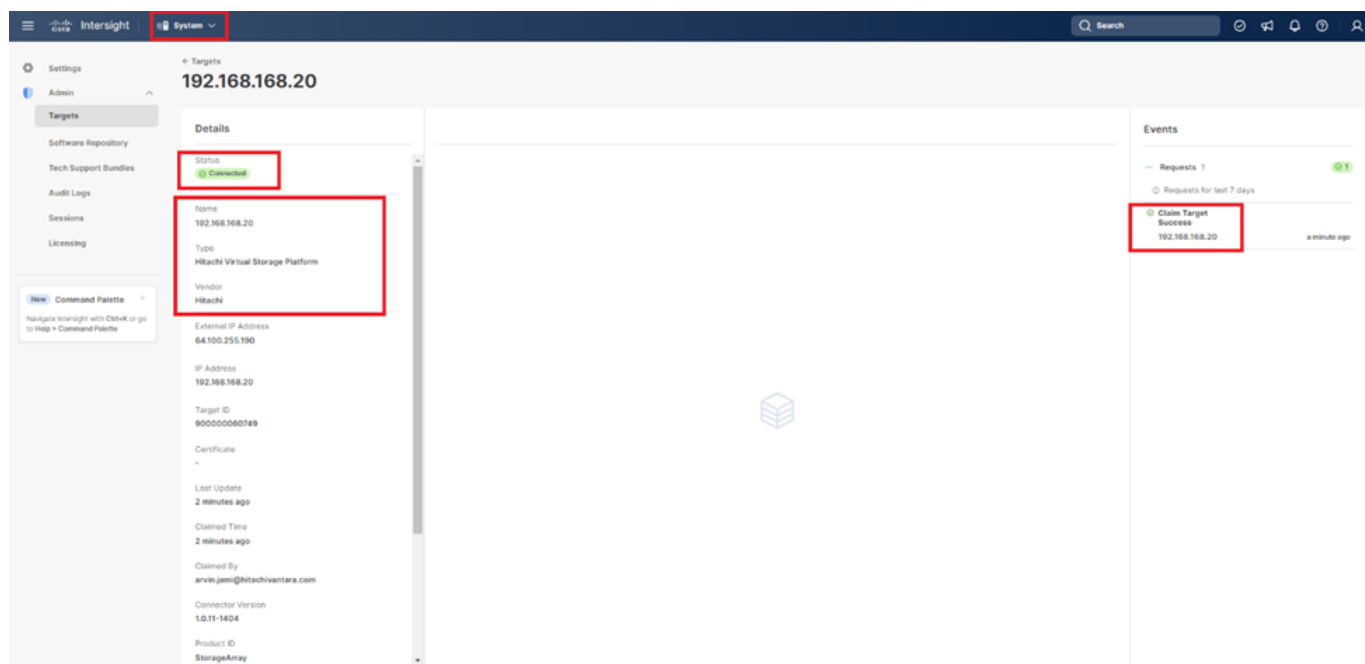 cisco Intersight
System
Search
Settings
Admin
Targets
Software Repository
Tech Support Bundles
Audit Logs
Sessions
Licensing
New Command Palette
Navigate Intersight with Ctrl+K or go
to Help > Command Palette
← Targets
192.168.168.20
Details
Status
Connected
Name
192.168.168.20
Type
Hitachi Virtual Storage Platform
Vendor
Hitachi
External IP Address
64.100.255.190
IP Address
192.168.168.20
Target ID
900000060749
Certificate
-
Last Update
2 minutes ago
Claimed Time
2 minutes ago
Claimed By
arvin.jami@hitachivantara.com
Connector Version
1.0.11-1404
Product ID
StorageArray
Events
Requests 1
1
Requests for last 7 days
Claim Target
Success
192.168.168.20
a minute ago